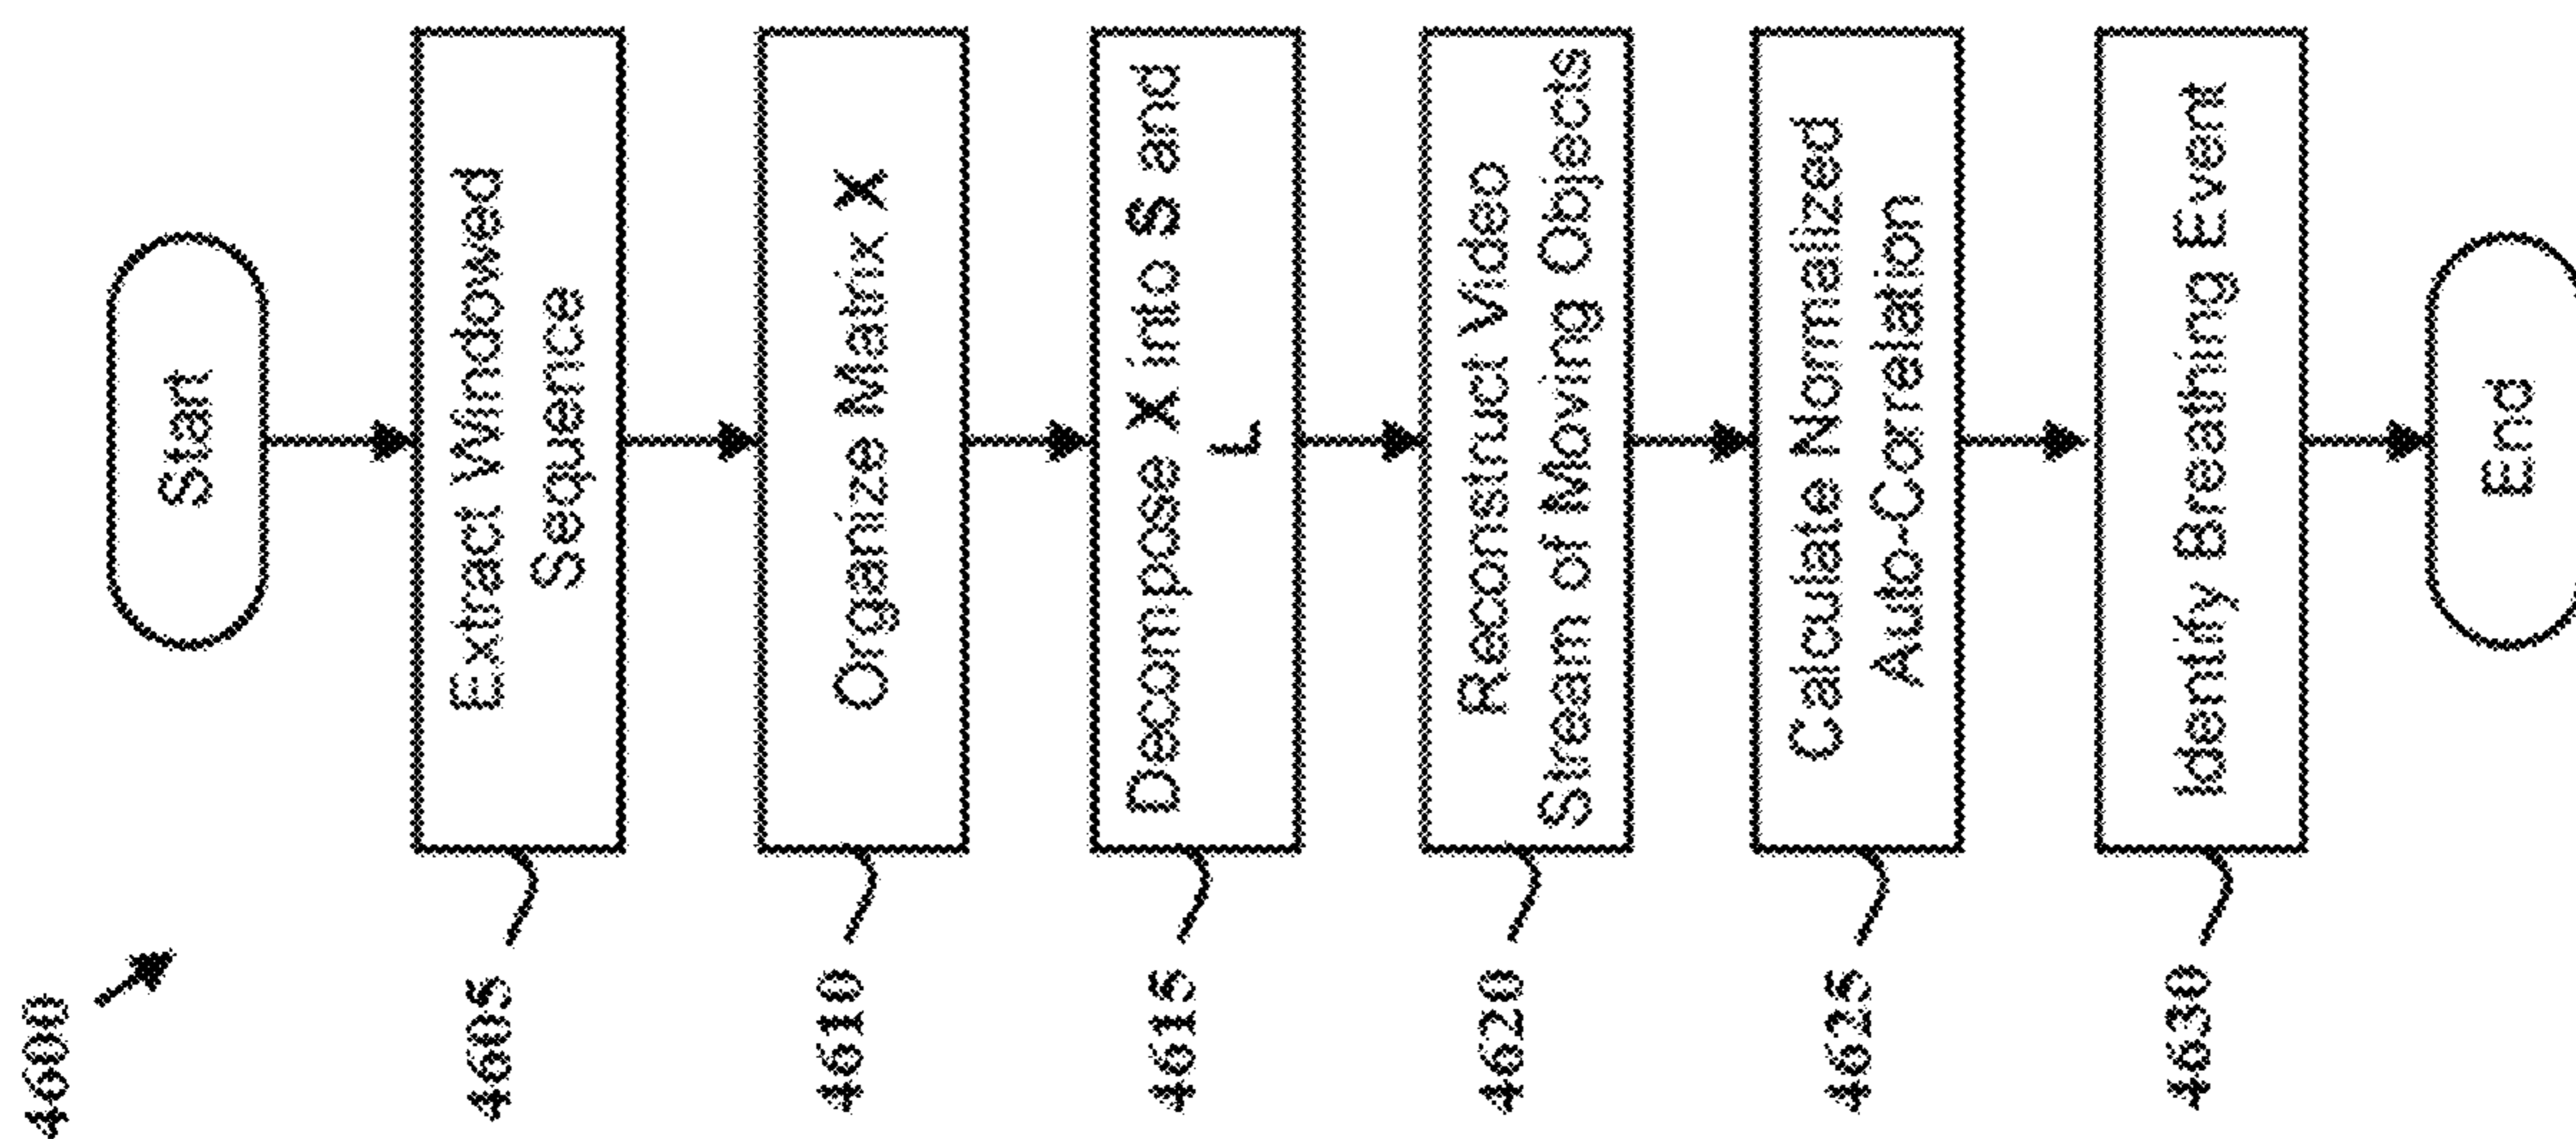 4600
Start
4605
Extract Windowed
Sequence
4610
Organize Matrix X
4615
Decompose X into S and
L
4620
Reconstruct Video
Stream of Moving Objects
4625
Calculate Normalized
Auto-Correlation
4630
Identify Breathing Event
End